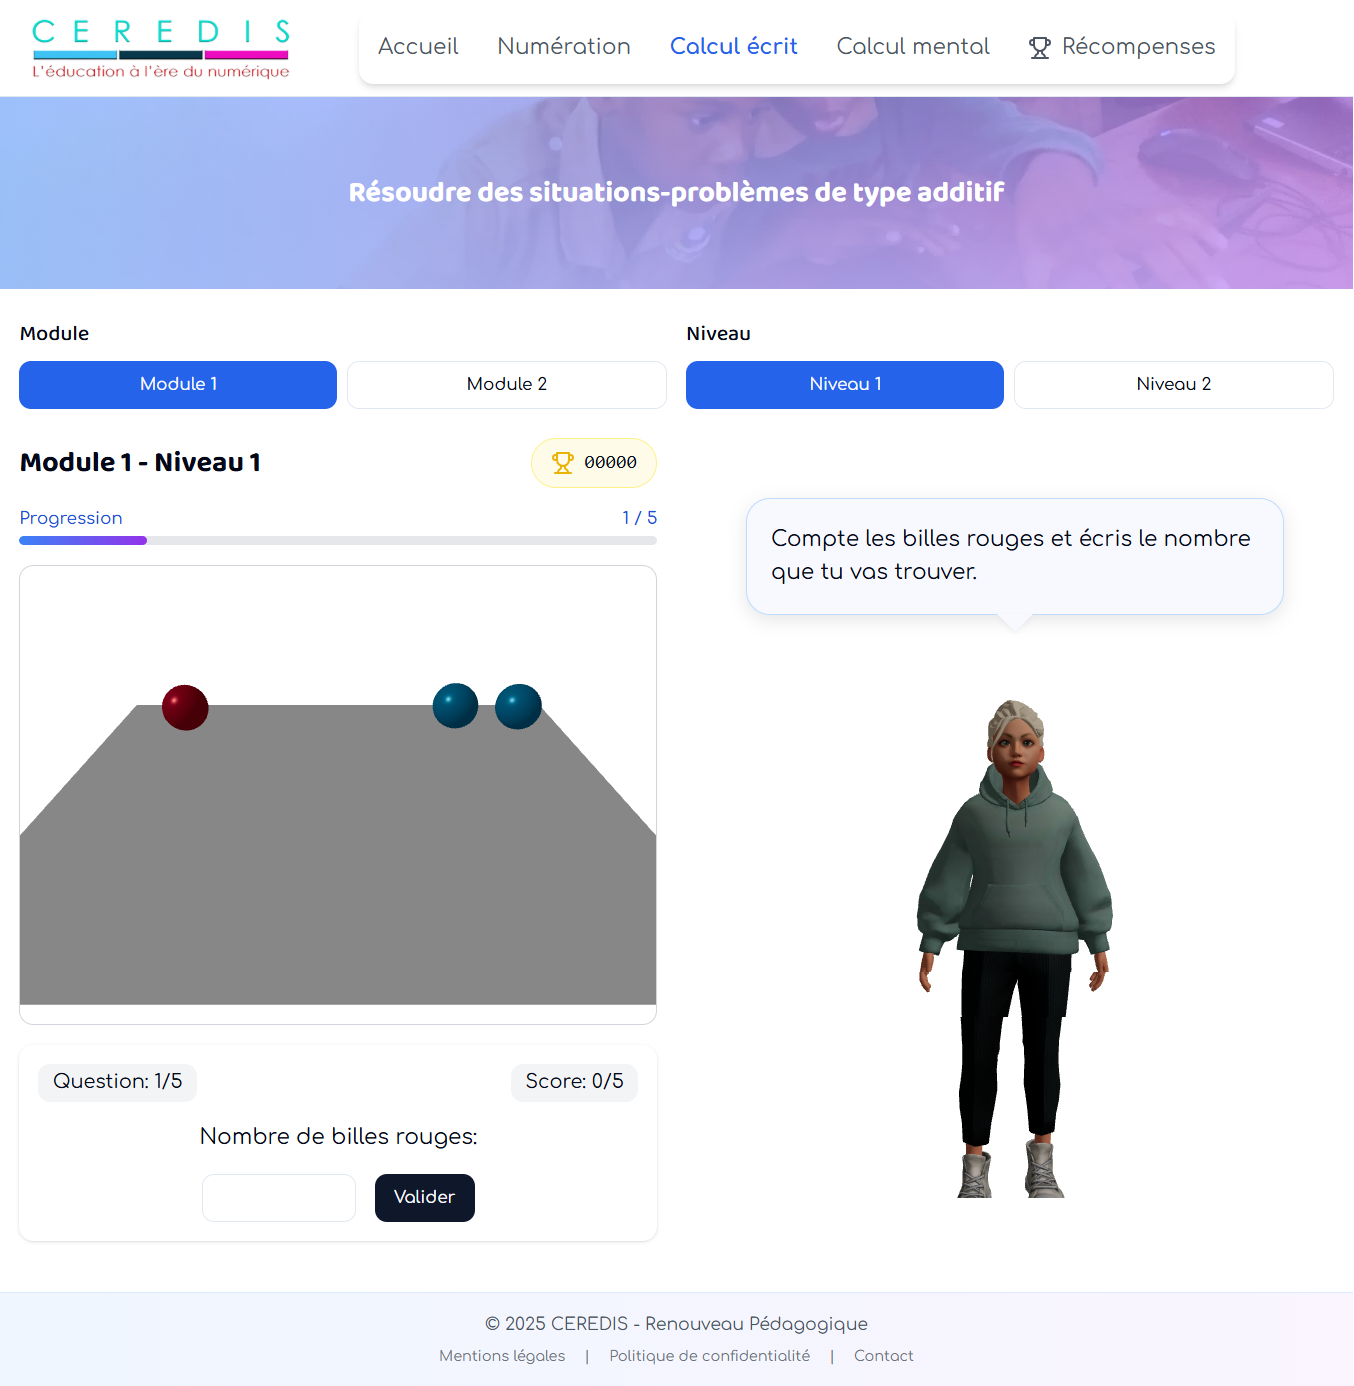 CEREDIS
L'éducation à l'ère du numérique
Accueil
Numération
Calcul écrit
Calcul mental
Récompenses
Résoudre des situations-problèmes de type additif
Module
Module 1
Module 2
Niveau
Niveau 1
Niveau 2
Module 1 - Niveau 1
00000
Progression
1 / 5
Compte les billes rouges et écris le nombre
que tu vas trouver.
Question: 1/5
Score: 0/5
Nombre de billes rouges:
Valider
© 2025 CEREDIS - Renouveau Pédagogique
Mentions légales | Politique de confidentialité | Contact